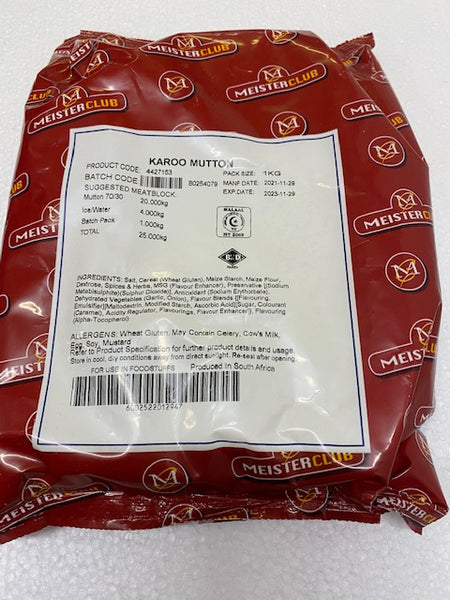 MEISTERCLUB
MEISTERCLUB
MEISTERCLUB
KAROO MUTTON
PRODUCT CODE: 4427153 PACK SIZE: 1KG
BATCH CODE: 80254079 MANF DATE: 2021-11-29
SUGGESTED MEATBLOCK: EXP.DATE: 2023-11-29
Mutton 70/30 20.000kg
Ice/Water 4.000kg
Batch Pack 1.000kg
TOTAL 25.000kg
HALAAL
INGREDIENTS: Salt, Cereal (Wheat Gluten), Maize Starch, Maize Flour,
Dextrose, Spices & Herbs, MSG (Flavour Enhancer), Preservative [(Sodium
Metabisulphite)(Sulphur Dioxide], Antioxidant (Sodium Erythorbate),
Dehydrated Vegetables (Garlic, Onion), Flavour Blends [[Flavouring,
Emulsifier][Maltodextrin, Modified Starch, Ascorbic Acid][Sugar, Colourant
(Caramel), Acidity Regulator, Flavourings, Flavour Enhancer]], Flavouring
(Alpha-Tocopherol)
ALLERGENS: Wheat Gluten, May Contain Celery, Cow's Milk,
Egg, Soy, Mustard
Refer to Product Specification for further product details and usage.
Store in cool, dry conditions away from direct sunlight. Re-seal after opening.
FOR USE IN FOODSTUFFS Produced In South Africa
6002522012947
MEISTERCLUB
MEISTERCLUB